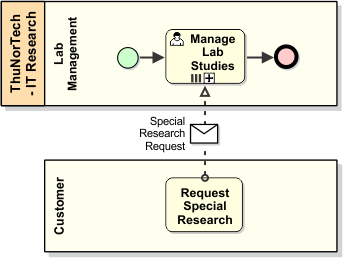 ThuNorTech
- IT Research
Lab
Management
Manage
Lab
Studies
Special
Research
Request
Customer
Request
Special
Research